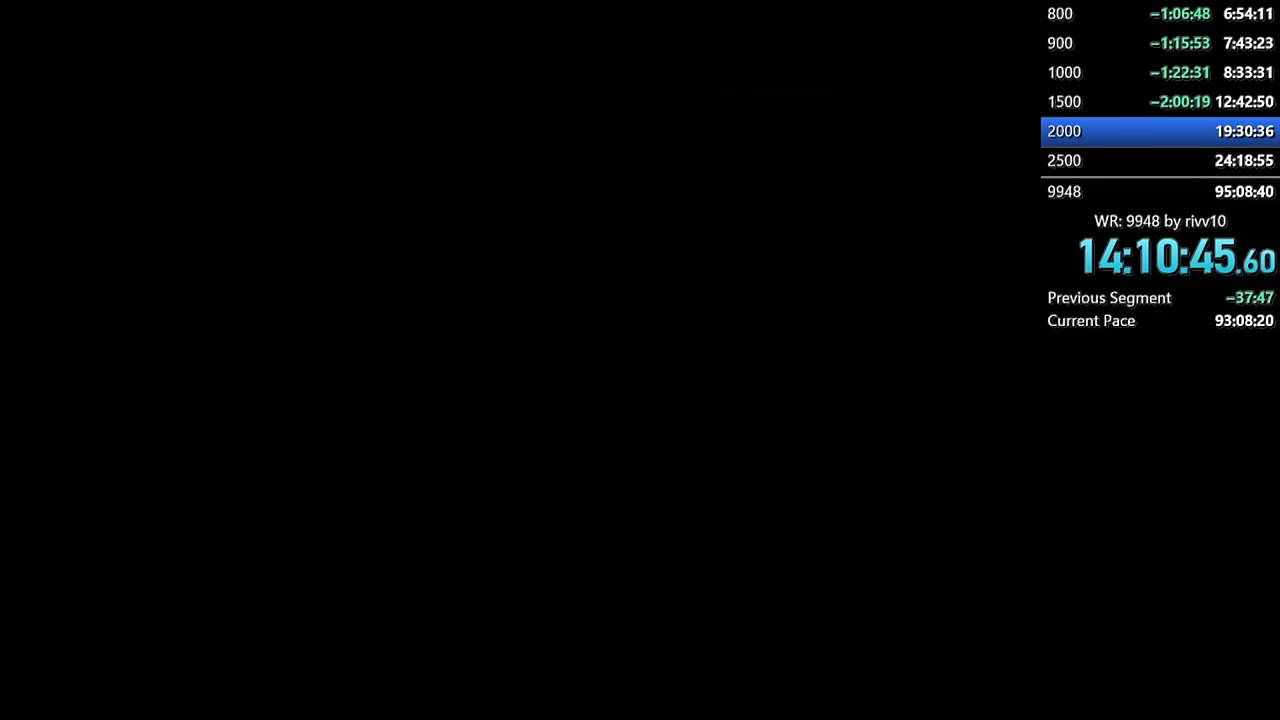 800 −1:06:48 6:54:11
900 −1:15:53 7:43:23
1000 −1:22:31 8:33:31
1500 −2:00:19 12:42:50
2000 19:30:36
2500 24:18:55
9948 95:08:40
WR: 9948 by rivv10
14:10:45.60
Previous Segment −37:47
Current Pace 93:08:20